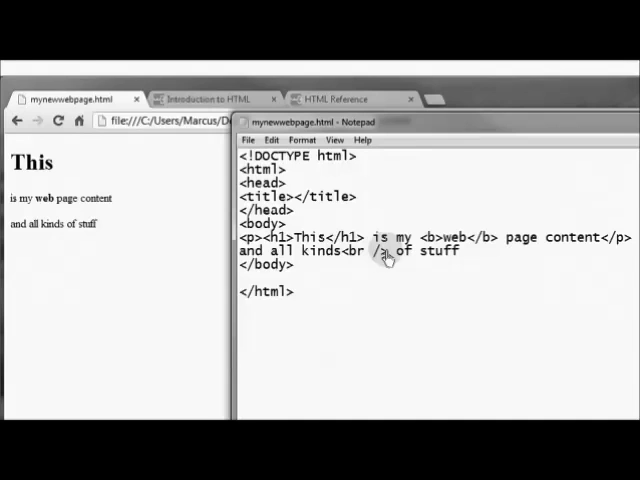 mynewwebpage.html
Introduction to HTML
HTML Reference
file:///C:/Users/Marcus/De
mynewwebpage.html - Notepad
File Edit Format View Help
This
is my web page content
and all kinds of stuff
<!DOCTYPE html>
<html>
<head>
<title></title>
</head>
<body>
<p><h1>This</h1> is my <b>web</b> page content</p>
and all kinds<br /> of stuff
</body>
</html>